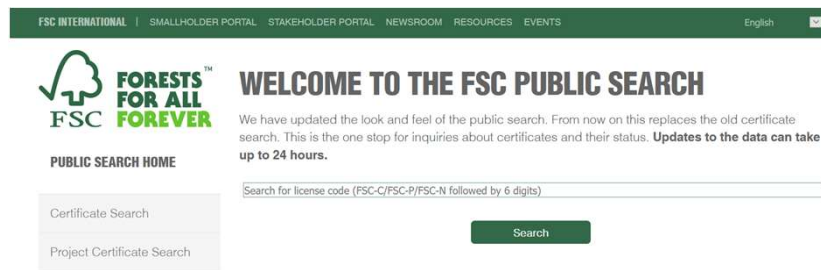 FSC INTERNATIONAL | SMALLHOLDER PORTAL STAKEHOLDER PORTAL NEWSROOM RESOURCES EVENTS English
FORESTS™
FOR ALL
FOREVER
FSC
WELCOME TO THE FSC PUBLIC SEARCH
We have updated the look and feel of the public search. From now on this replaces the old certificate
search. This is the one stop for inquiries about certificates and their status. Updates to the data can take
up to 24 hours.
PUBLIC SEARCH HOME
Search for license code (FSC-C/FSC-P/FSC-N followed by 6 digits)
Search
Certificate Search
Project Certificate Search